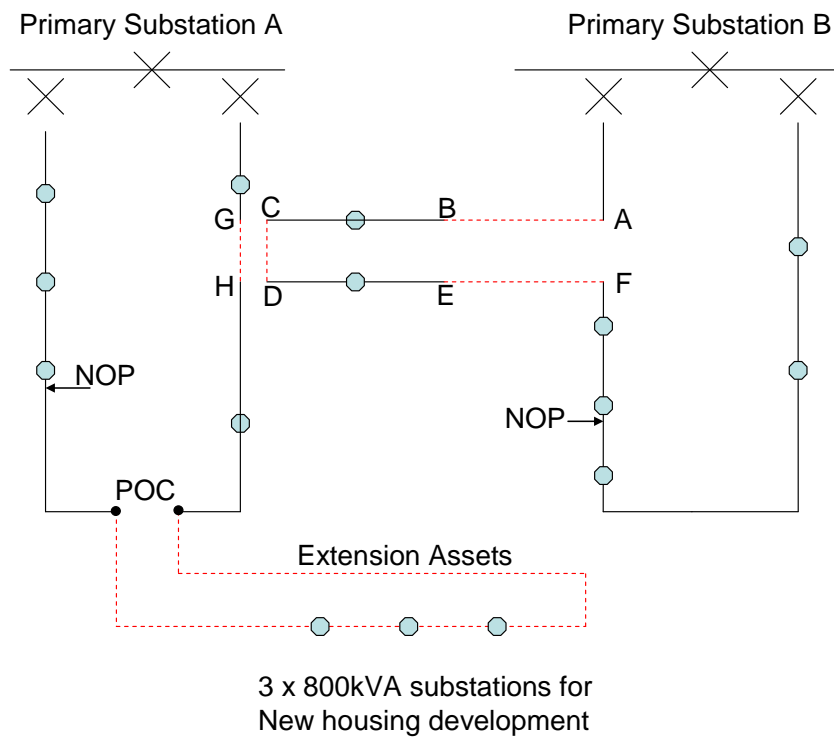 Primary Substation A
Primary Substation B
G
C
B
A
H
D
E
F
NOP
NOP
POC
Extension Assets
3 x 800kVA substations for
New housing development